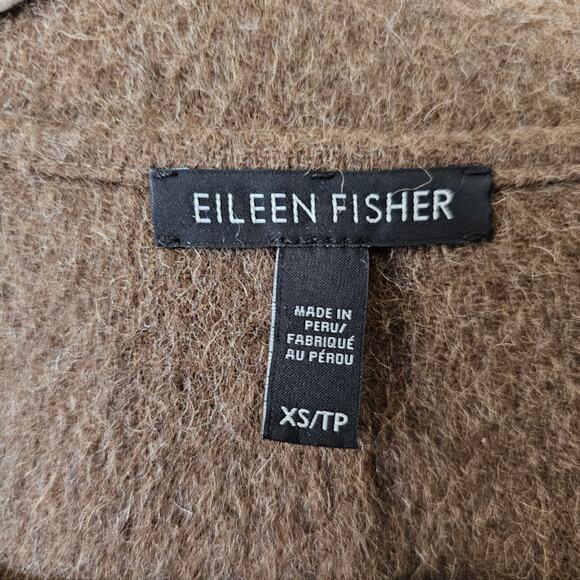 EILEEN FISHER
MADE IN
PERU/
FABRIQUÉ
AU PÉROU
XS/TP